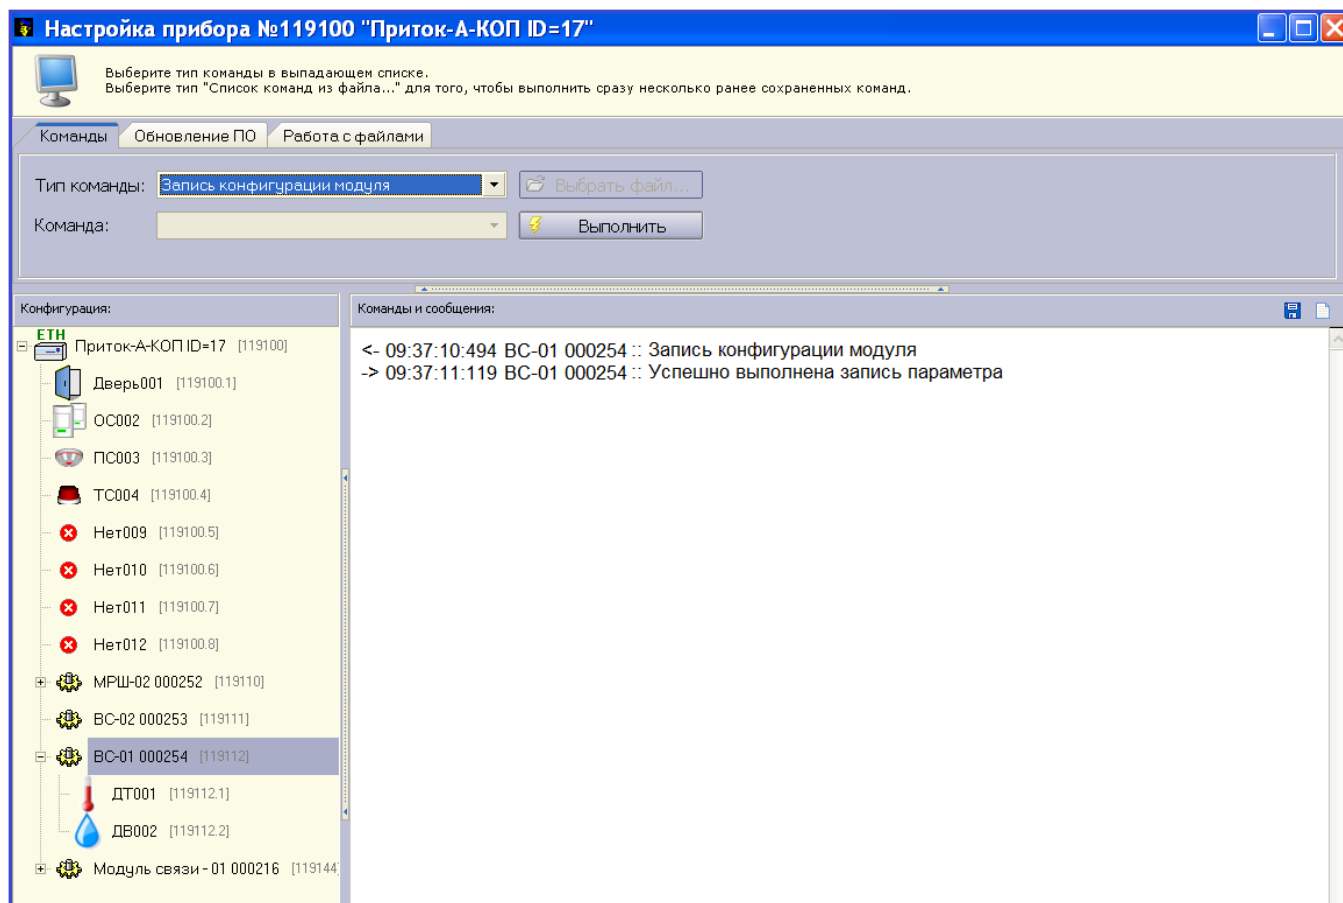 Настройка прибора №119100 "Приток-А-КОП ID=17"
Выберите тип команды в выпадающем списке.
Выберите тип "Список команд из файла..." для того, чтобы выполнить сразу несколько ранее сохраненных команд.
Команды Обновление ПО Работа с файлами
Тип команды: Запись конфигурации модуля Выбрать файл...
Команда: Выполнить
Конфигурация:
ETH
Приток-А-КОП ID=17 [119100]
Дверь001 [119100.1]
ОС002 [119100.2]
ПС003 [119100.3]
ТС004 [119100.4]
Нет009 [119100.5]
Нет010 [119100.6]
Нет011 [119100.7]
Нет012 [119100.8]
МРШ-02 000252 [119110]
ВС-02 000253 [119111]
ВС-01 000254 [119112]
ДТ001 [119112.1]
ДВ002 [119112.2]
Модуль связи - 01 000216 [119144]
Команды и сообщения:
<- 09:37:10:494 ВС-01 000254 :: Запись конфигурации модуля
-> 09:37:11:119 ВС-01 000254 :: Успешно выполнена запись параметра